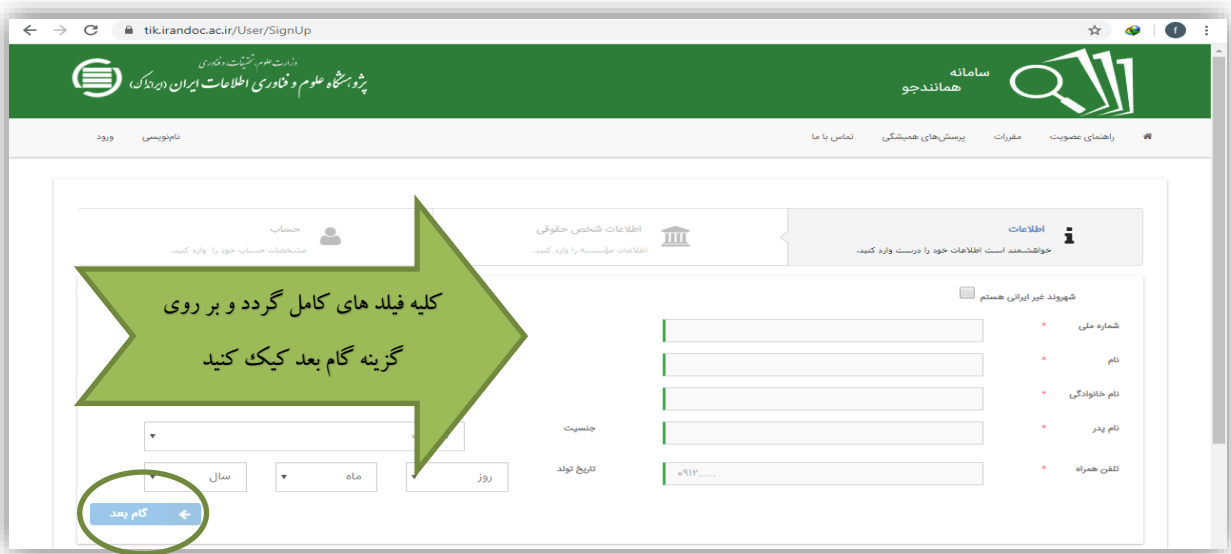 tik.irandoc.ac.ir/User/SignUp
f
سامانه
همانندجو
وزارت علوم، تحقیقات، و فناوری
پژوهشگاه علوم و فناوری اطلاعات ایران (ایرانداک)
راهنمای عضویت مقررات پرسش‌های همیشگی تماس با ما نام‌نویسی ورود
اطلاعات
خواهشمند است اطلاعات خود را درست وارد کنید.
اطلاعات شخص حقوقی
اطلاعات مؤسسه را وارد کنید.
حساب
مشخصات حساب خود را وارد کنید.
کلیه فیلد های کامل گردد و بر روی
گزینه گام بعد کیک کنید
شهروند غیر ایرانی هستم
شماره ملی *
نام *
نام خانوادگی *
نام پدر * جنسیت
تلفن همراه * ۰۹۱۲...... تاریخ تولد روز ماه سال
گام بعد